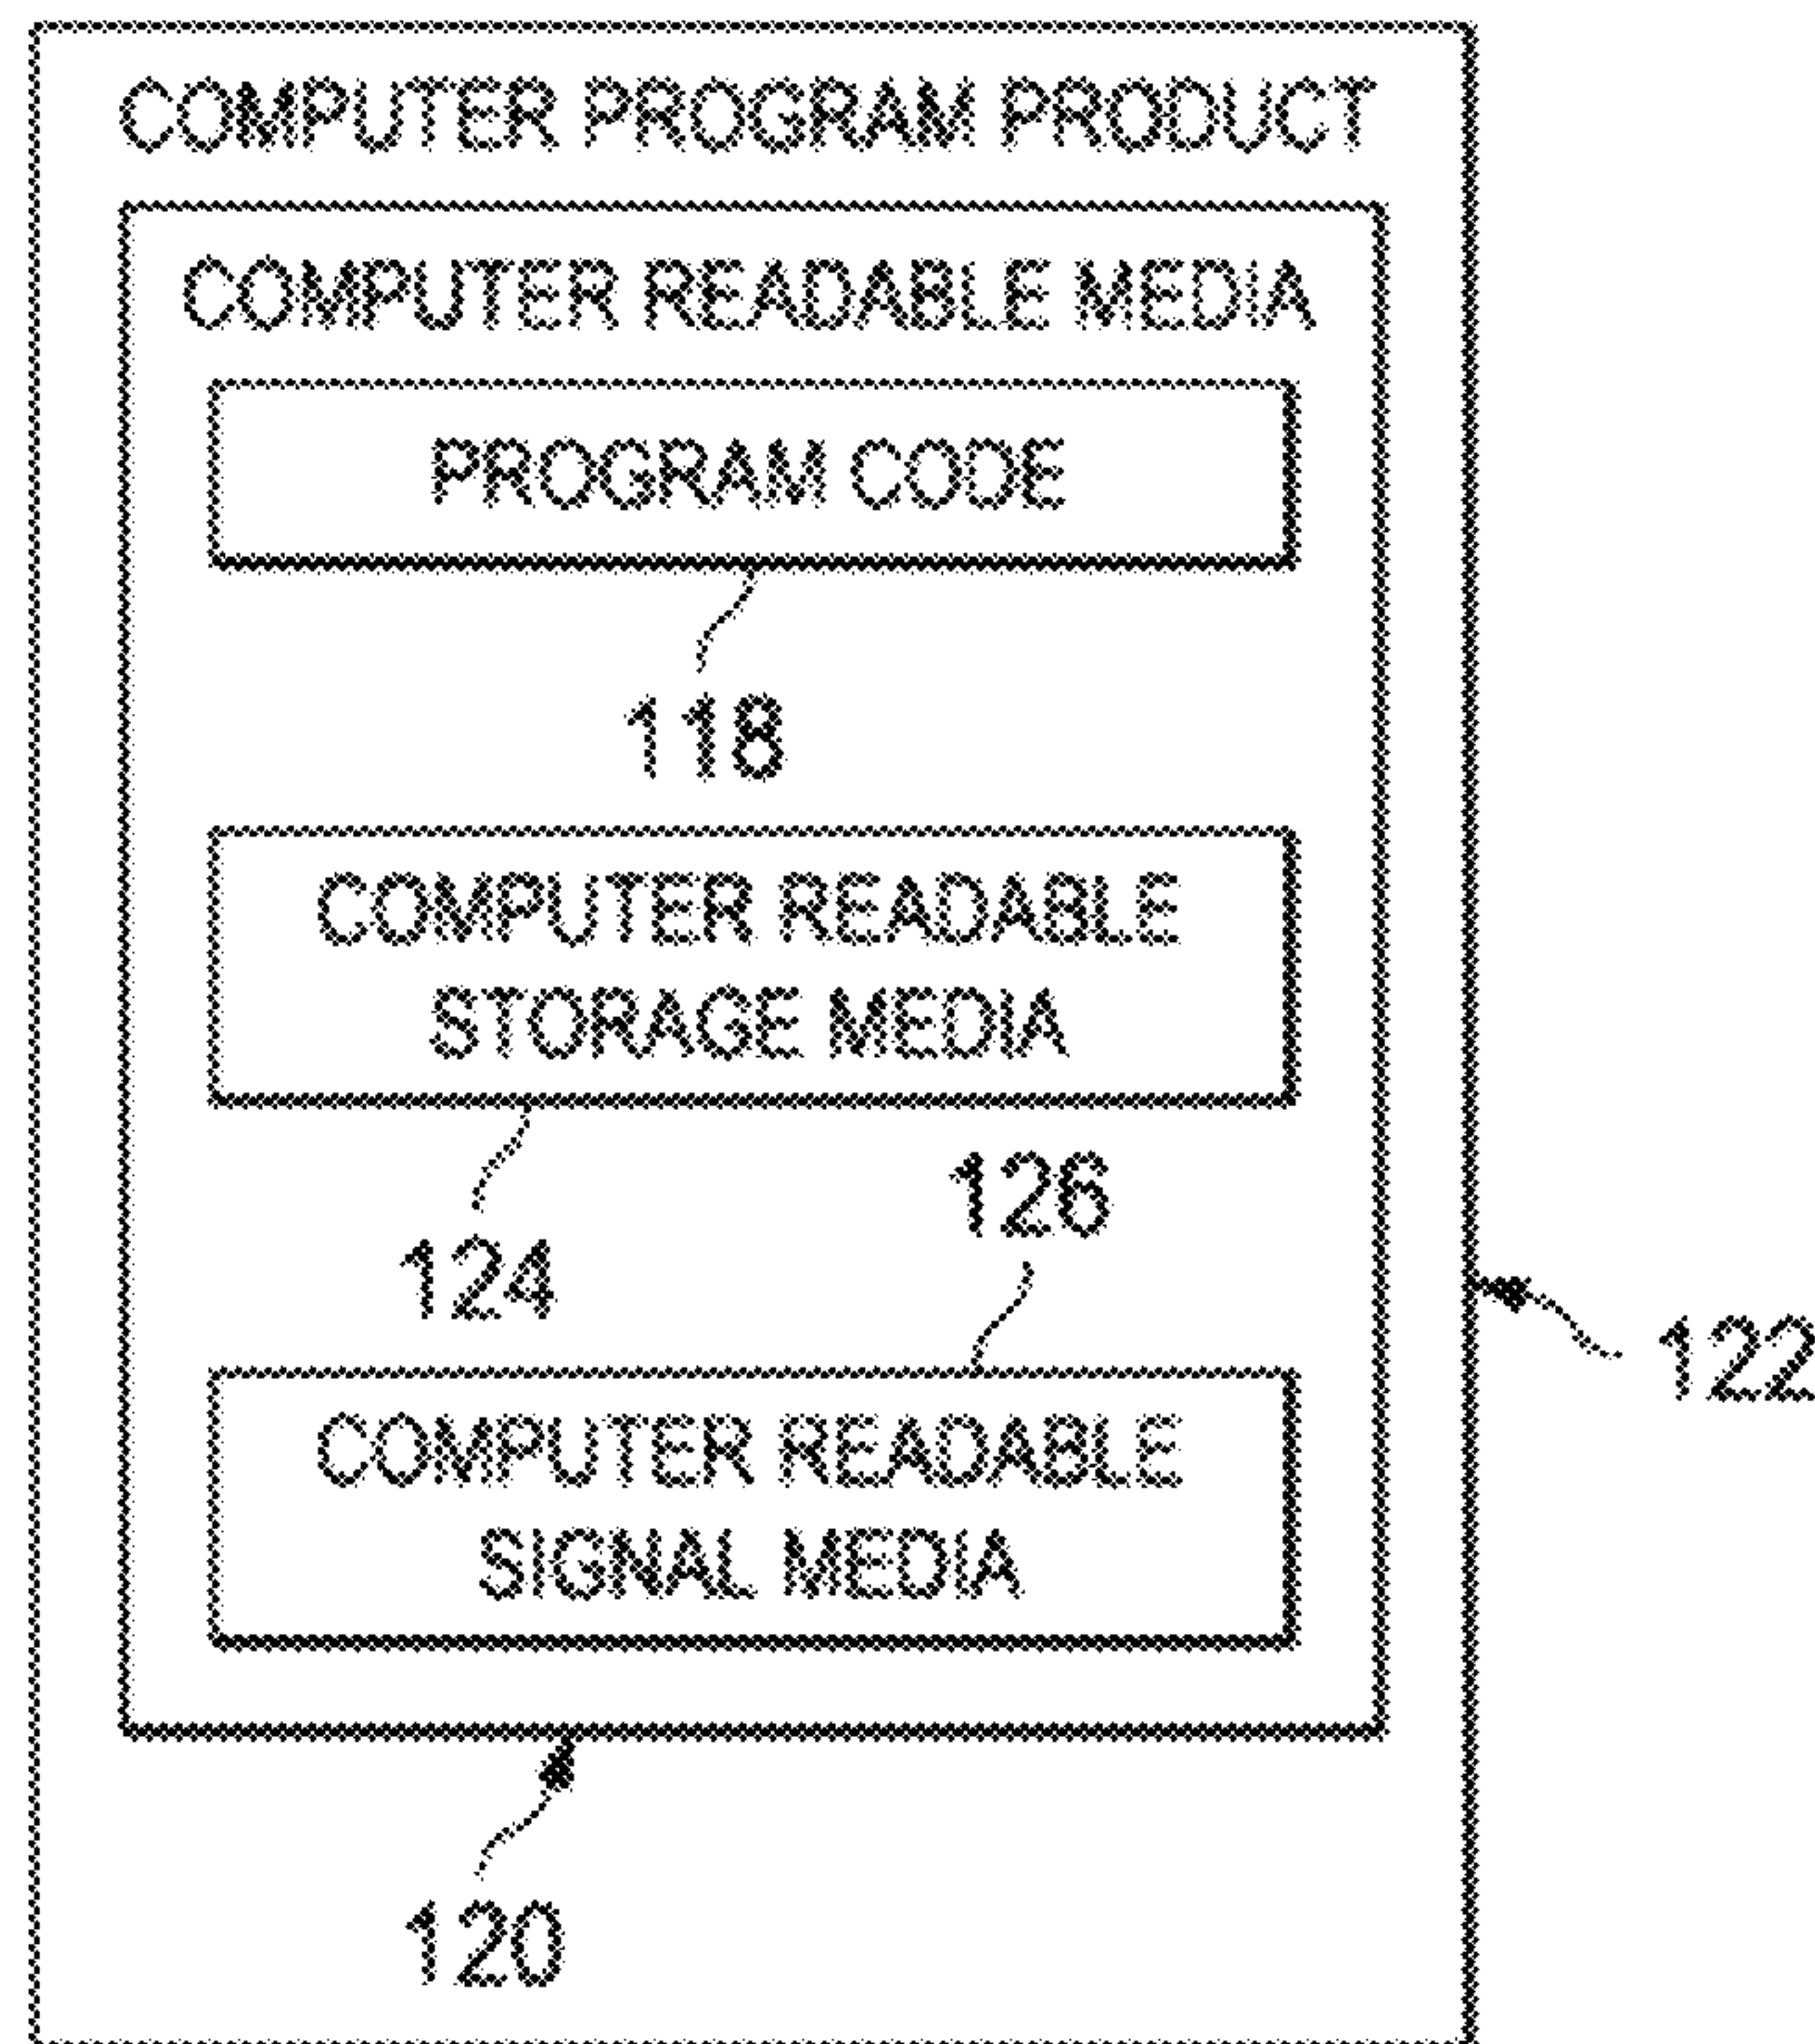 COMPUTER PROGRAM PRODUCT
COMPUTER READABLE MEDIA
PROGRAM CODE
118
COMPUTER READABLE
STORAGE MEDIA
124
126
122
COMPUTER READABLE
SIGNAL MEDIA
120